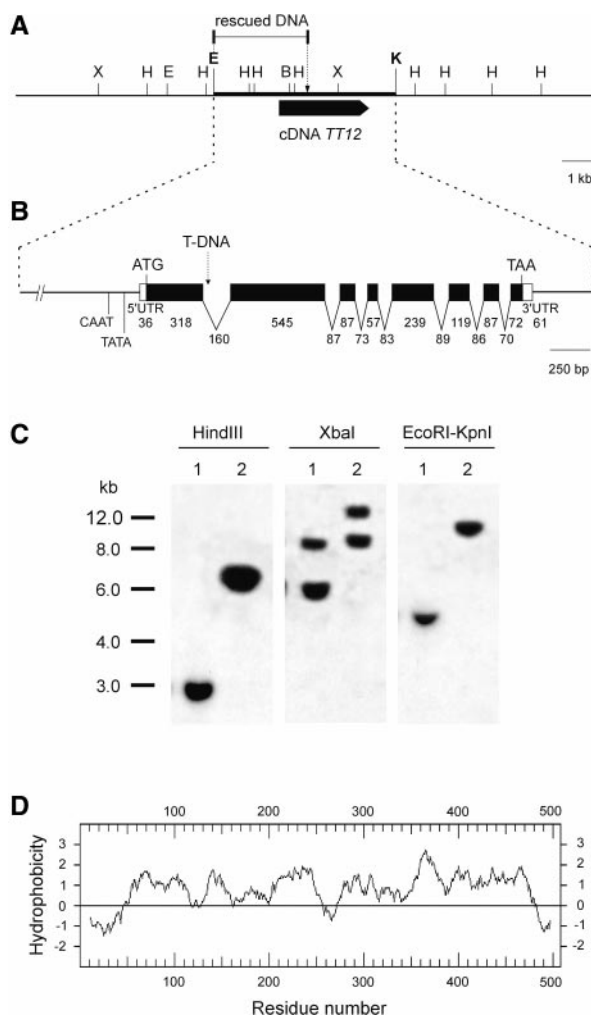 A
rescued DNA
X H E H E H H B H X K H H H H
cDNA TT12
1 kb
B
T-DNA
ATG TAA
5'UTR 3'UTR
36 318 545 87 57 239 119 87 72 61
160 87 73 83 89 86 70
CAAT
TATA
250 bp
C
HindIII XbaI EcoRI-KpnI
1 2 1 2 1 2
kb
12.0
8.0
6.0
4.0
3.0
D
100 200 300 400 500
3 3
2 2
1 1
0 0
-1 -1
-2 -2
Hydrophobicity
100 200 300 400 500
Residue number